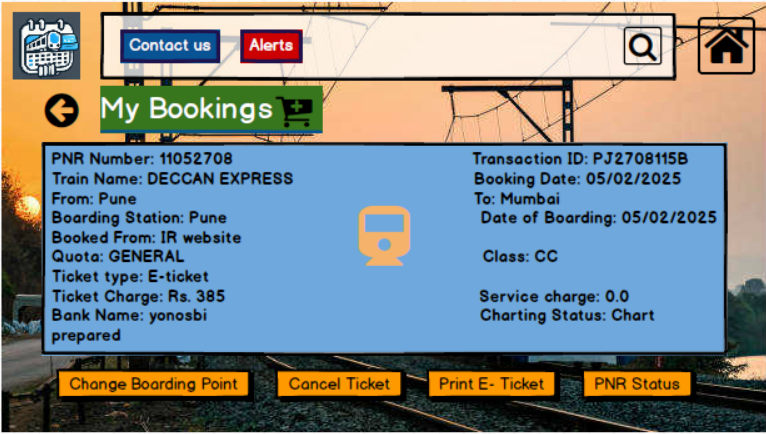 Contact us
Alerts
My Bookings
PNR Number: 11052708
Transaction ID: PJ2708115B
Train Name: DECCAN EXPRESS
Booking Date: 05/02/2025
From: Pune
To: Mumbai
Boarding Station: Pune
Date of Boarding: 05/02/2025
Booked From: IR website
Quota: GENERAL
Class: CC
Ticket type: E-ticket
Ticket Charge: Rs. 385
Service charge: 0.0
Bank Name: yonosbi
Charting Status: Chart
prepared
Change Boarding Point
Cancel Ticket
Print E- Ticket
PNR Status